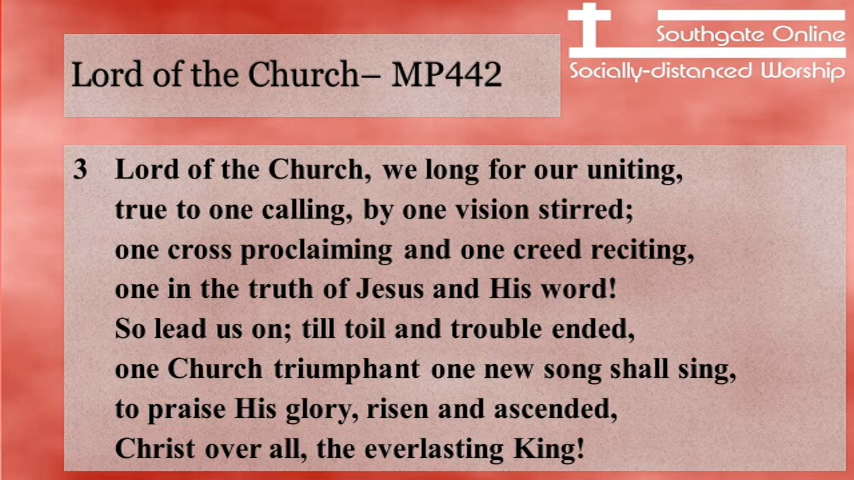 Southgate Online
Socially-distanced Worship
Lord of the Church– MP442
3 Lord of the Church, we long for our uniting,
true to one calling, by one vision stirred;
one cross proclaiming and one creed reciting,
one in the truth of Jesus and His word!
So lead us on; till toil and trouble ended,
one Church triumphant one new song shall sing,
to praise His glory, risen and ascended,
Christ over all, the everlasting King!